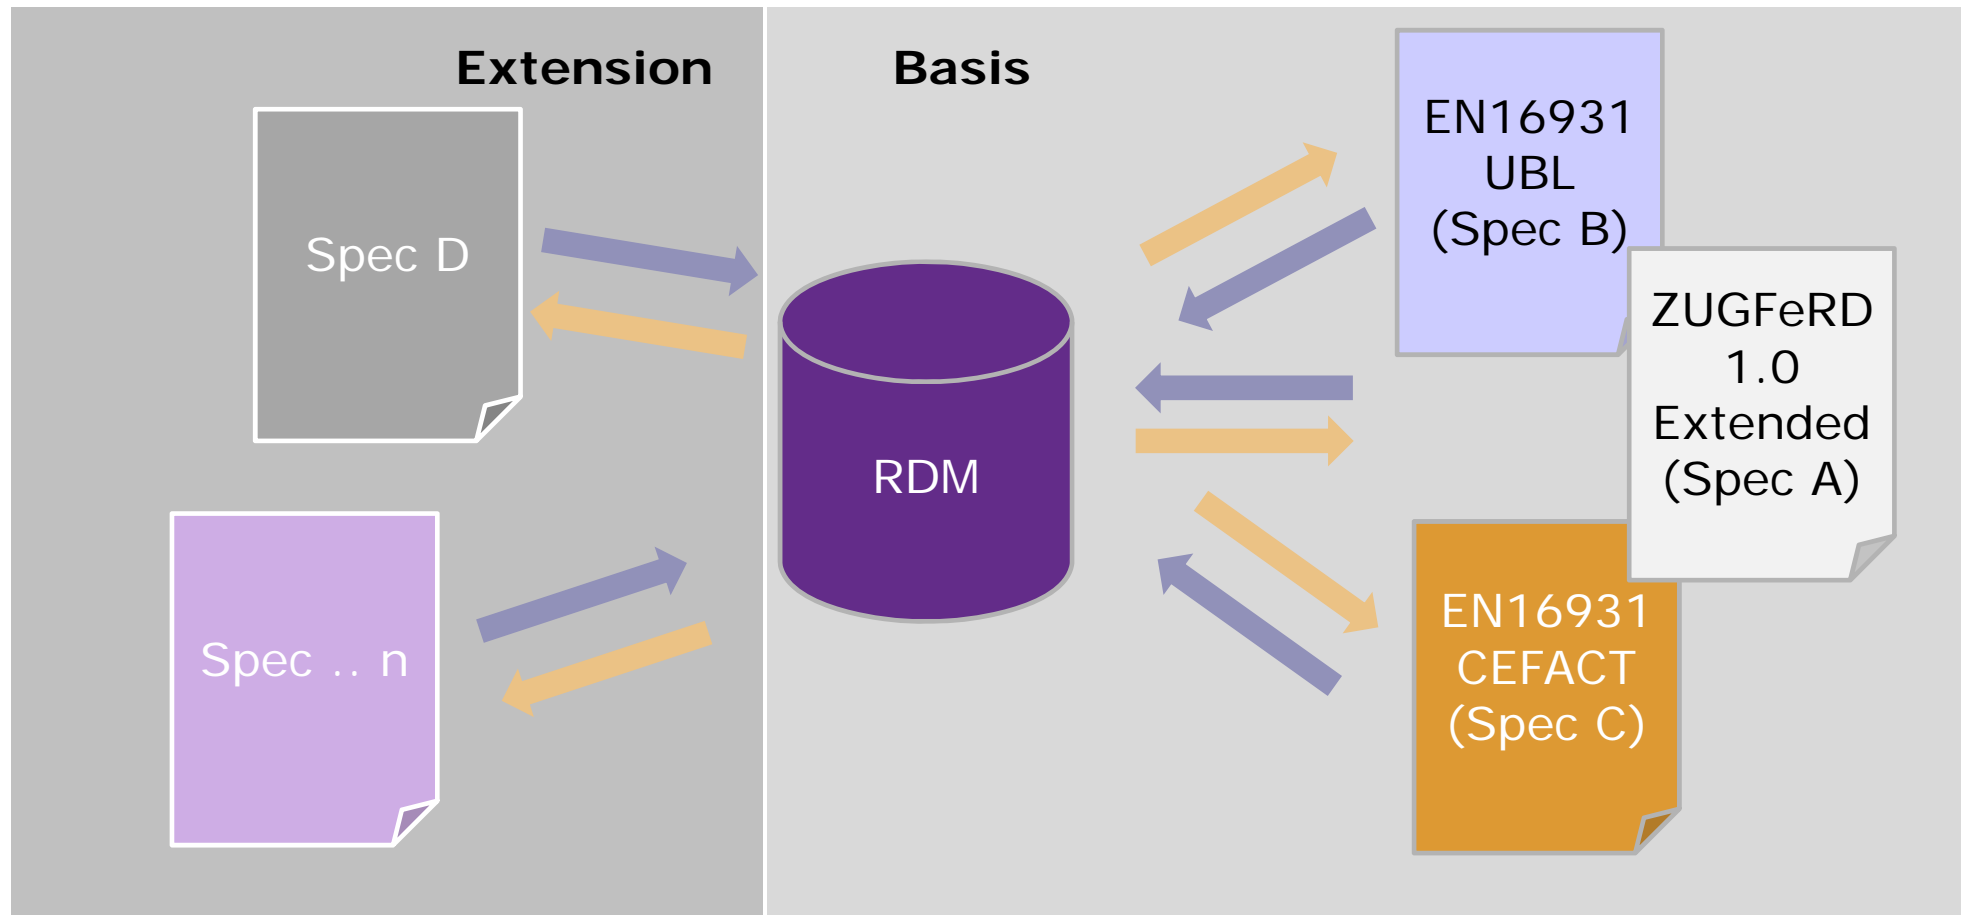 Extension
Basis
Spec D
Spec .. n
RDM
EN16931
UBL
(Spec B)
ZUGFeRD
1.0
Extended
(Spec A)
EN16931
CEFACT
(Spec C)